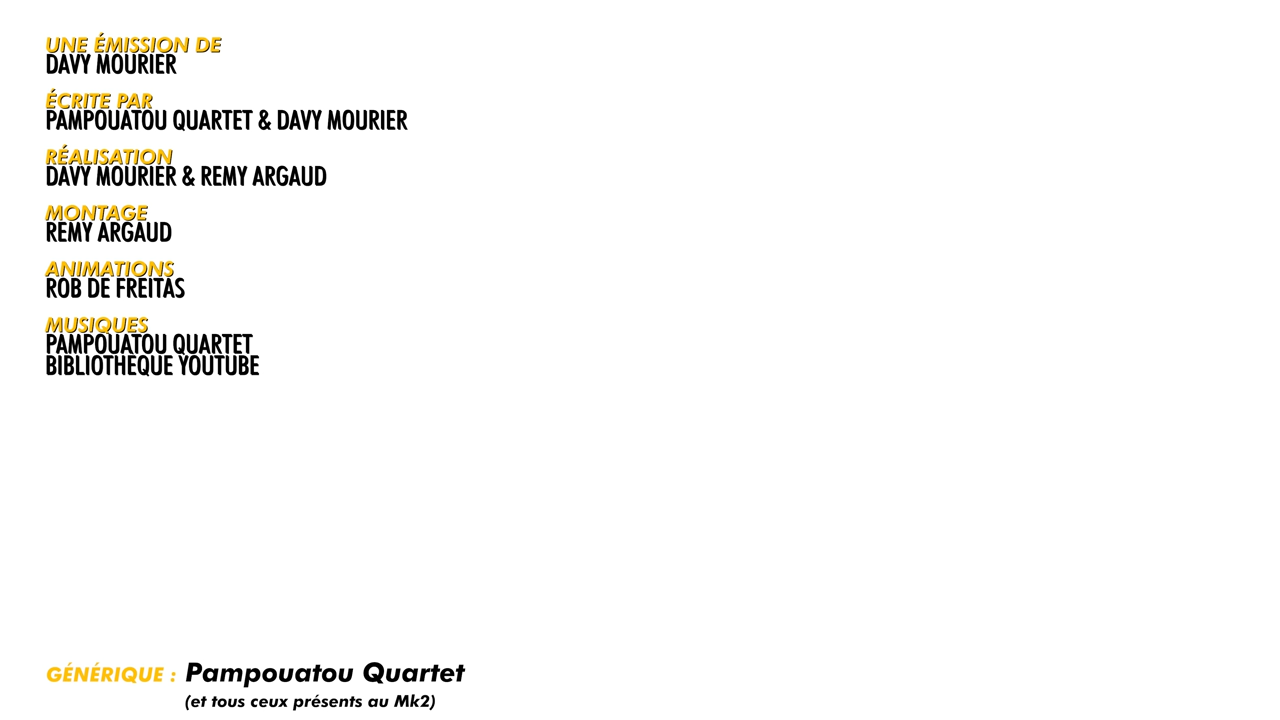 UNE ÉMISSION DE
DAVY MOURIER
ÉCRITE PAR
PAMPOUATOU QUARTET & DAVY MOURIER
RÉALISATION
DAVY MOURIER & REMY ARGAUD
MONTAGE
REMY ARGAUD
ANIMATIONS
ROB DE FREITAS
MUSIQUES
PAMPOUATOU QUARTET
BIBLIOTHÈQUE YOUTUBE
GÉNÉRIQUE : Pampouatou Quartet
(et tous ceux présents au Mk2)